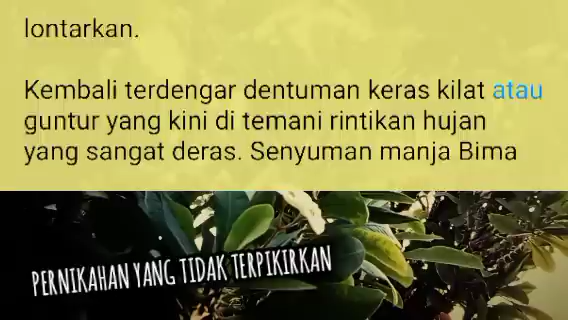 lontarkan.
Kembali terdengar dentuman keras kilat atau
guntur yang kini di temani rintikan hujan
yang sangat deras. Senyuman manja Bima
PERNIKAHAN YANG TIDAK TERPIKIRKAN